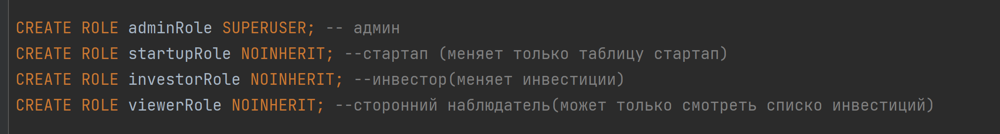 CREATE ROLE adminRole SUPERUSER; -- админ
CREATE ROLE startupRole NOINHERIT; --стартап (меняет только таблицу стартап)
CREATE ROLE investorRole NOINHERIT; --инвестор(меняет инвестиции)
CREATE ROLE viewerRole NOINHERIT; --сторонний наблюдатель(может только смотреть списко инвестиций)